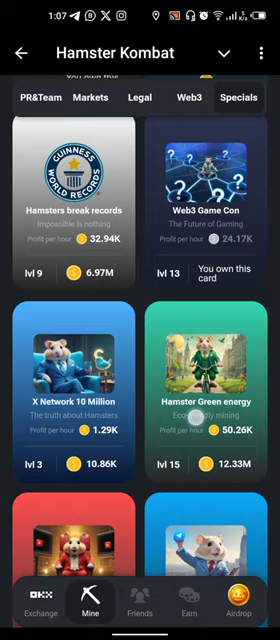 1:07
Hamster Kombat
You own this
PR&Team Markets Legal Web3 Specials
GUINNESS
WORLD RECORDS
Hamsters break records
Impossible is nothing
Profit per hour 32.94K
lvl 9 6.97M
Web3 Game Con
The Future of Gaming
Profit per hour 24.17K
lvl 13 You own this
card
X Network 10 Million
The truth about Hamsters
Profit per hour 1.29K
lvl 3 10.86K
Hamster Green energy
mining
Profit per hour 50.26K
lvl 15 12.33M
Exchange Mine Friends Earn Airdrop